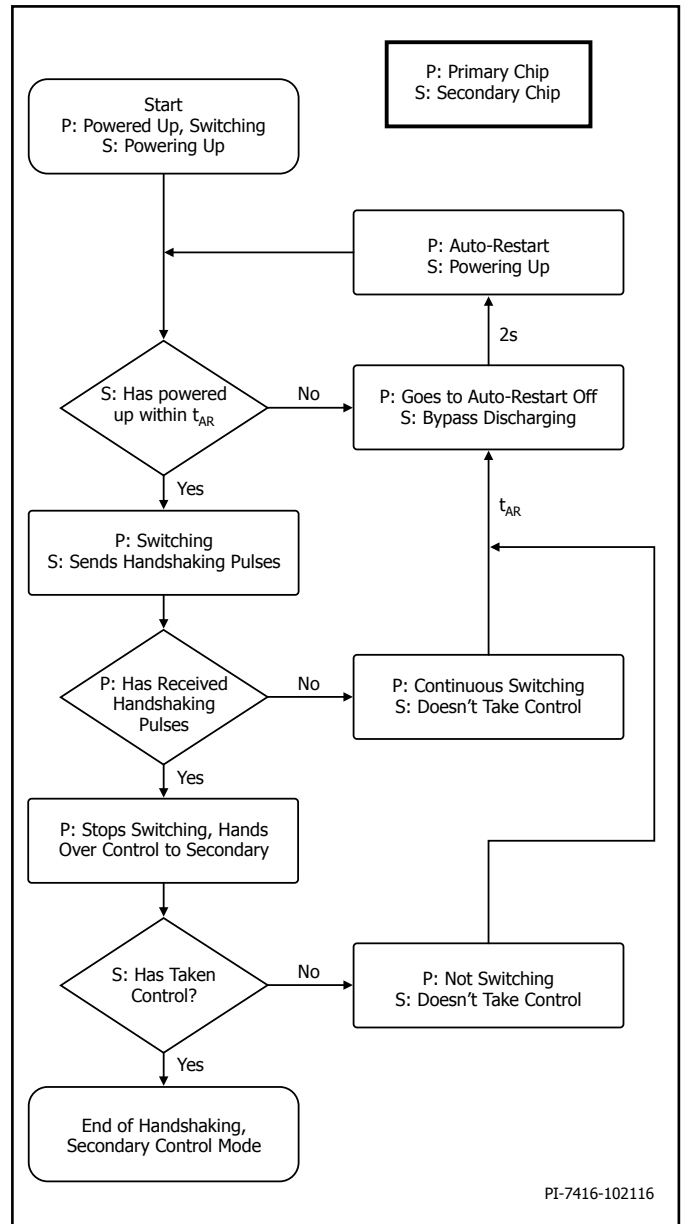 P: Primary Chip
S: Secondary Chip
Start
P: Powered Up, Switching
S: Powering Up
P: Auto-Restart
S: Powering Up
2s
S: Has powered
up within tAR
No
P: Goes to Auto-Restart Off
S: Bypass Discharging
Yes
tAR
P: Switching
S: Sends Handshaking Pulses
P: Has Received
Handshaking
Pulses
No
P: Continuous Switching
S: Doesn't Take Control
Yes
P: Stops Switching, Hands
Over Control to Secondary
S: Has Taken
Control?
No
P: Not Switching
S: Doesn't Take Control
Yes
End of Handshaking,
Secondary Control Mode
PI-7416-102116